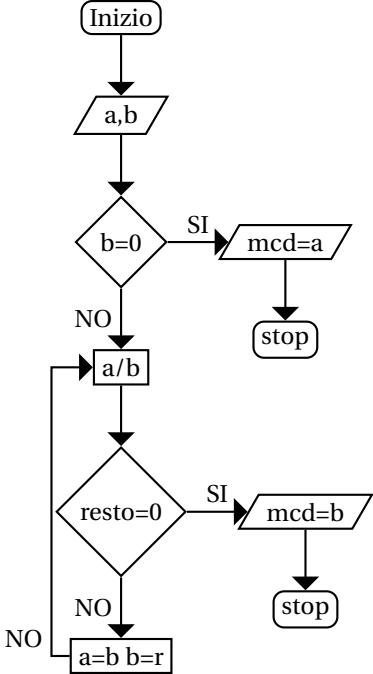 Inizio
a,b
b=0
SI
mcd=a
stop
NO
a/b
resto=0
SI
mcd=b
stop
NO
a=b b=r
NO